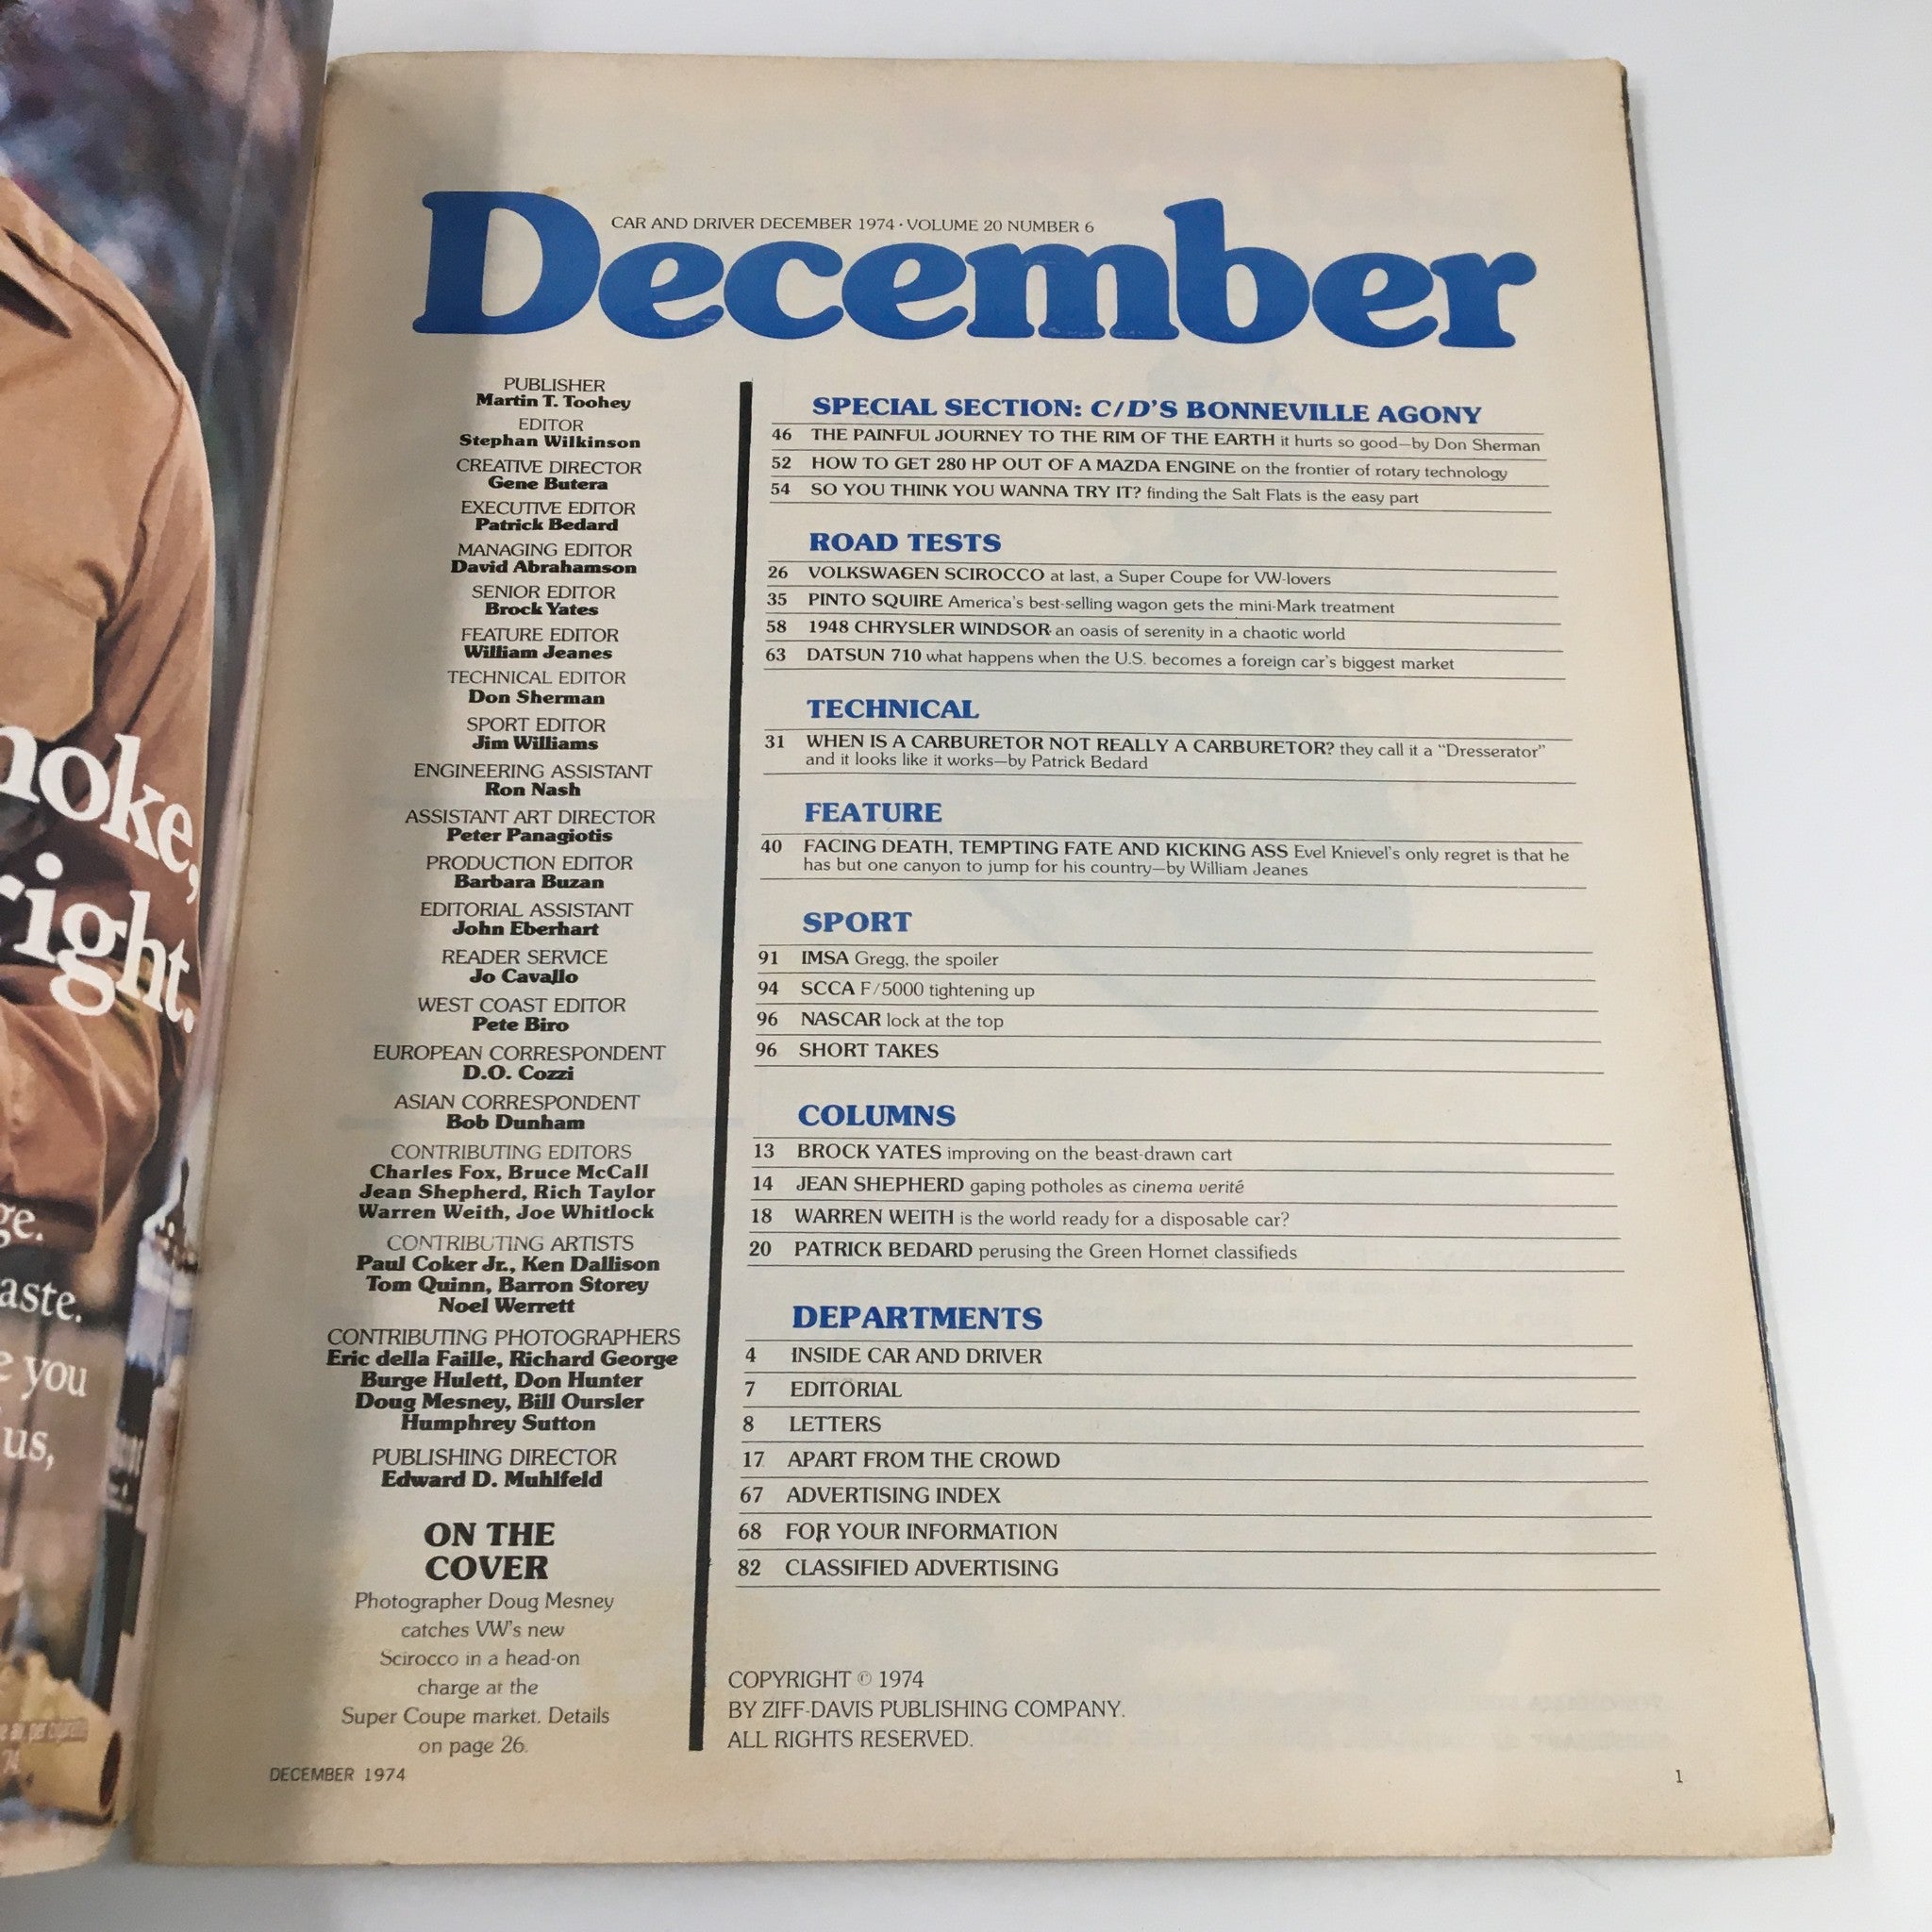 noke,
right.
ge.
aste.
e you
us,
74
CAR AND DRIVER DECEMBER 1974 · VOLUME 20 NUMBER 6
December
PUBLISHER
Martin T. Toohey
EDITOR
Stephan Wilkinson
CREATIVE DIRECTOR
Gene Butera
EXECUTIVE EDITOR
Patrick Bedard
MANAGING EDITOR
David Abrahamson
SENIOR EDITOR
Brock Yates
FEATURE EDITOR
William Jeanes
TECHNICAL EDITOR
Don Sherman
SPORT EDITOR
Jim Williams
ENGINEERING ASSISTANT
Ron Nash
ASSISTANT ART DIRECTOR
Peter Panagiotis
PRODUCTION EDITOR
Barbara Buzan
EDITORIAL ASSISTANT
John Eberhart
READER SERVICE
Jo Cavallo
WEST COAST EDITOR
Pete Biro
EUROPEAN CORRESPONDENT
D.O. Cozzi
ASIAN CORRESPONDENT
Bob Dunham
CONTRIBUTING EDITORS
Charles Fox, Bruce McCall
Jean Shepherd, Rich Taylor
Warren Weith, Joe Whitlock
CONTRIBUTING ARTISTS
Paul Coker Jr., Ken Dallison
Tom Quinn, Barron Storey
Noel Werrett
CONTRIBUTING PHOTOGRAPHERS
Eric della Faille, Richard George
Burge Hulett, Don Hunter
Doug Mesney, Bill Oursler
Humphrey Sutton
PUBLISHING DIRECTOR
Edward D. Muhlfeld
ON THE
COVER
Photographer Doug Mesney
catches VW's new
Scirocco in a head-on
charge at the
Super Coupe market. Details
on page 26.
SPECIAL SECTION: C/D'S BONNEVILLE AGONY
46 THE PAINFUL JOURNEY TO THE RIM OF THE EARTH it hurts so good—by Don Sherman
52 HOW TO GET 280 HP OUT OF A MAZDA ENGINE on the frontier of rotary technology
54 SO YOU THINK YOU WANNA TRY IT? finding the Salt Flats is the easy part
ROAD TESTS
26 VOLKSWAGEN SCIROCCO at last, a Super Coupe for VW-lovers
35 PINTO SQUIRE America's best-selling wagon gets the mini-Mark treatment
58 1948 CHRYSLER WINDSOR an oasis of serenity in a chaotic world
63 DATSUN 710 what happens when the U.S. becomes a foreign car's biggest market
TECHNICAL
31 WHEN IS A CARBURETOR NOT REALLY A CARBURETOR? they call it a "Dresserator"
and it looks like it works—by Patrick Bedard
FEATURE
40 FACING DEATH, TEMPTING FATE AND KICKING ASS Evel Knievel's only regret is that he
has but one canyon to jump for his country—by William Jeanes
SPORT
91 IMSA Gregg, the spoiler
94 SCCA F/5000 tightening up
96 NASCAR lock at the top
96 SHORT TAKES
COLUMNS
13 BROCK YATES improving on the beast-drawn cart
14 JEAN SHEPHERD gaping potholes as cinema verité
18 WARREN WEITH is the world ready for a disposable car?
20 PATRICK BEDARD perusing the Green Hornet classifieds
DEPARTMENTS
4 INSIDE CAR AND DRIVER
7 EDITORIAL
8 LETTERS
17 APART FROM THE CROWD
67 ADVERTISING INDEX
68 FOR YOUR INFORMATION
82 CLASSIFIED ADVERTISING
COPYRIGHT © 1974
BY ZIFF-DAVIS PUBLISHING COMPANY.
ALL RIGHTS RESERVED.
DECEMBER 1974
1